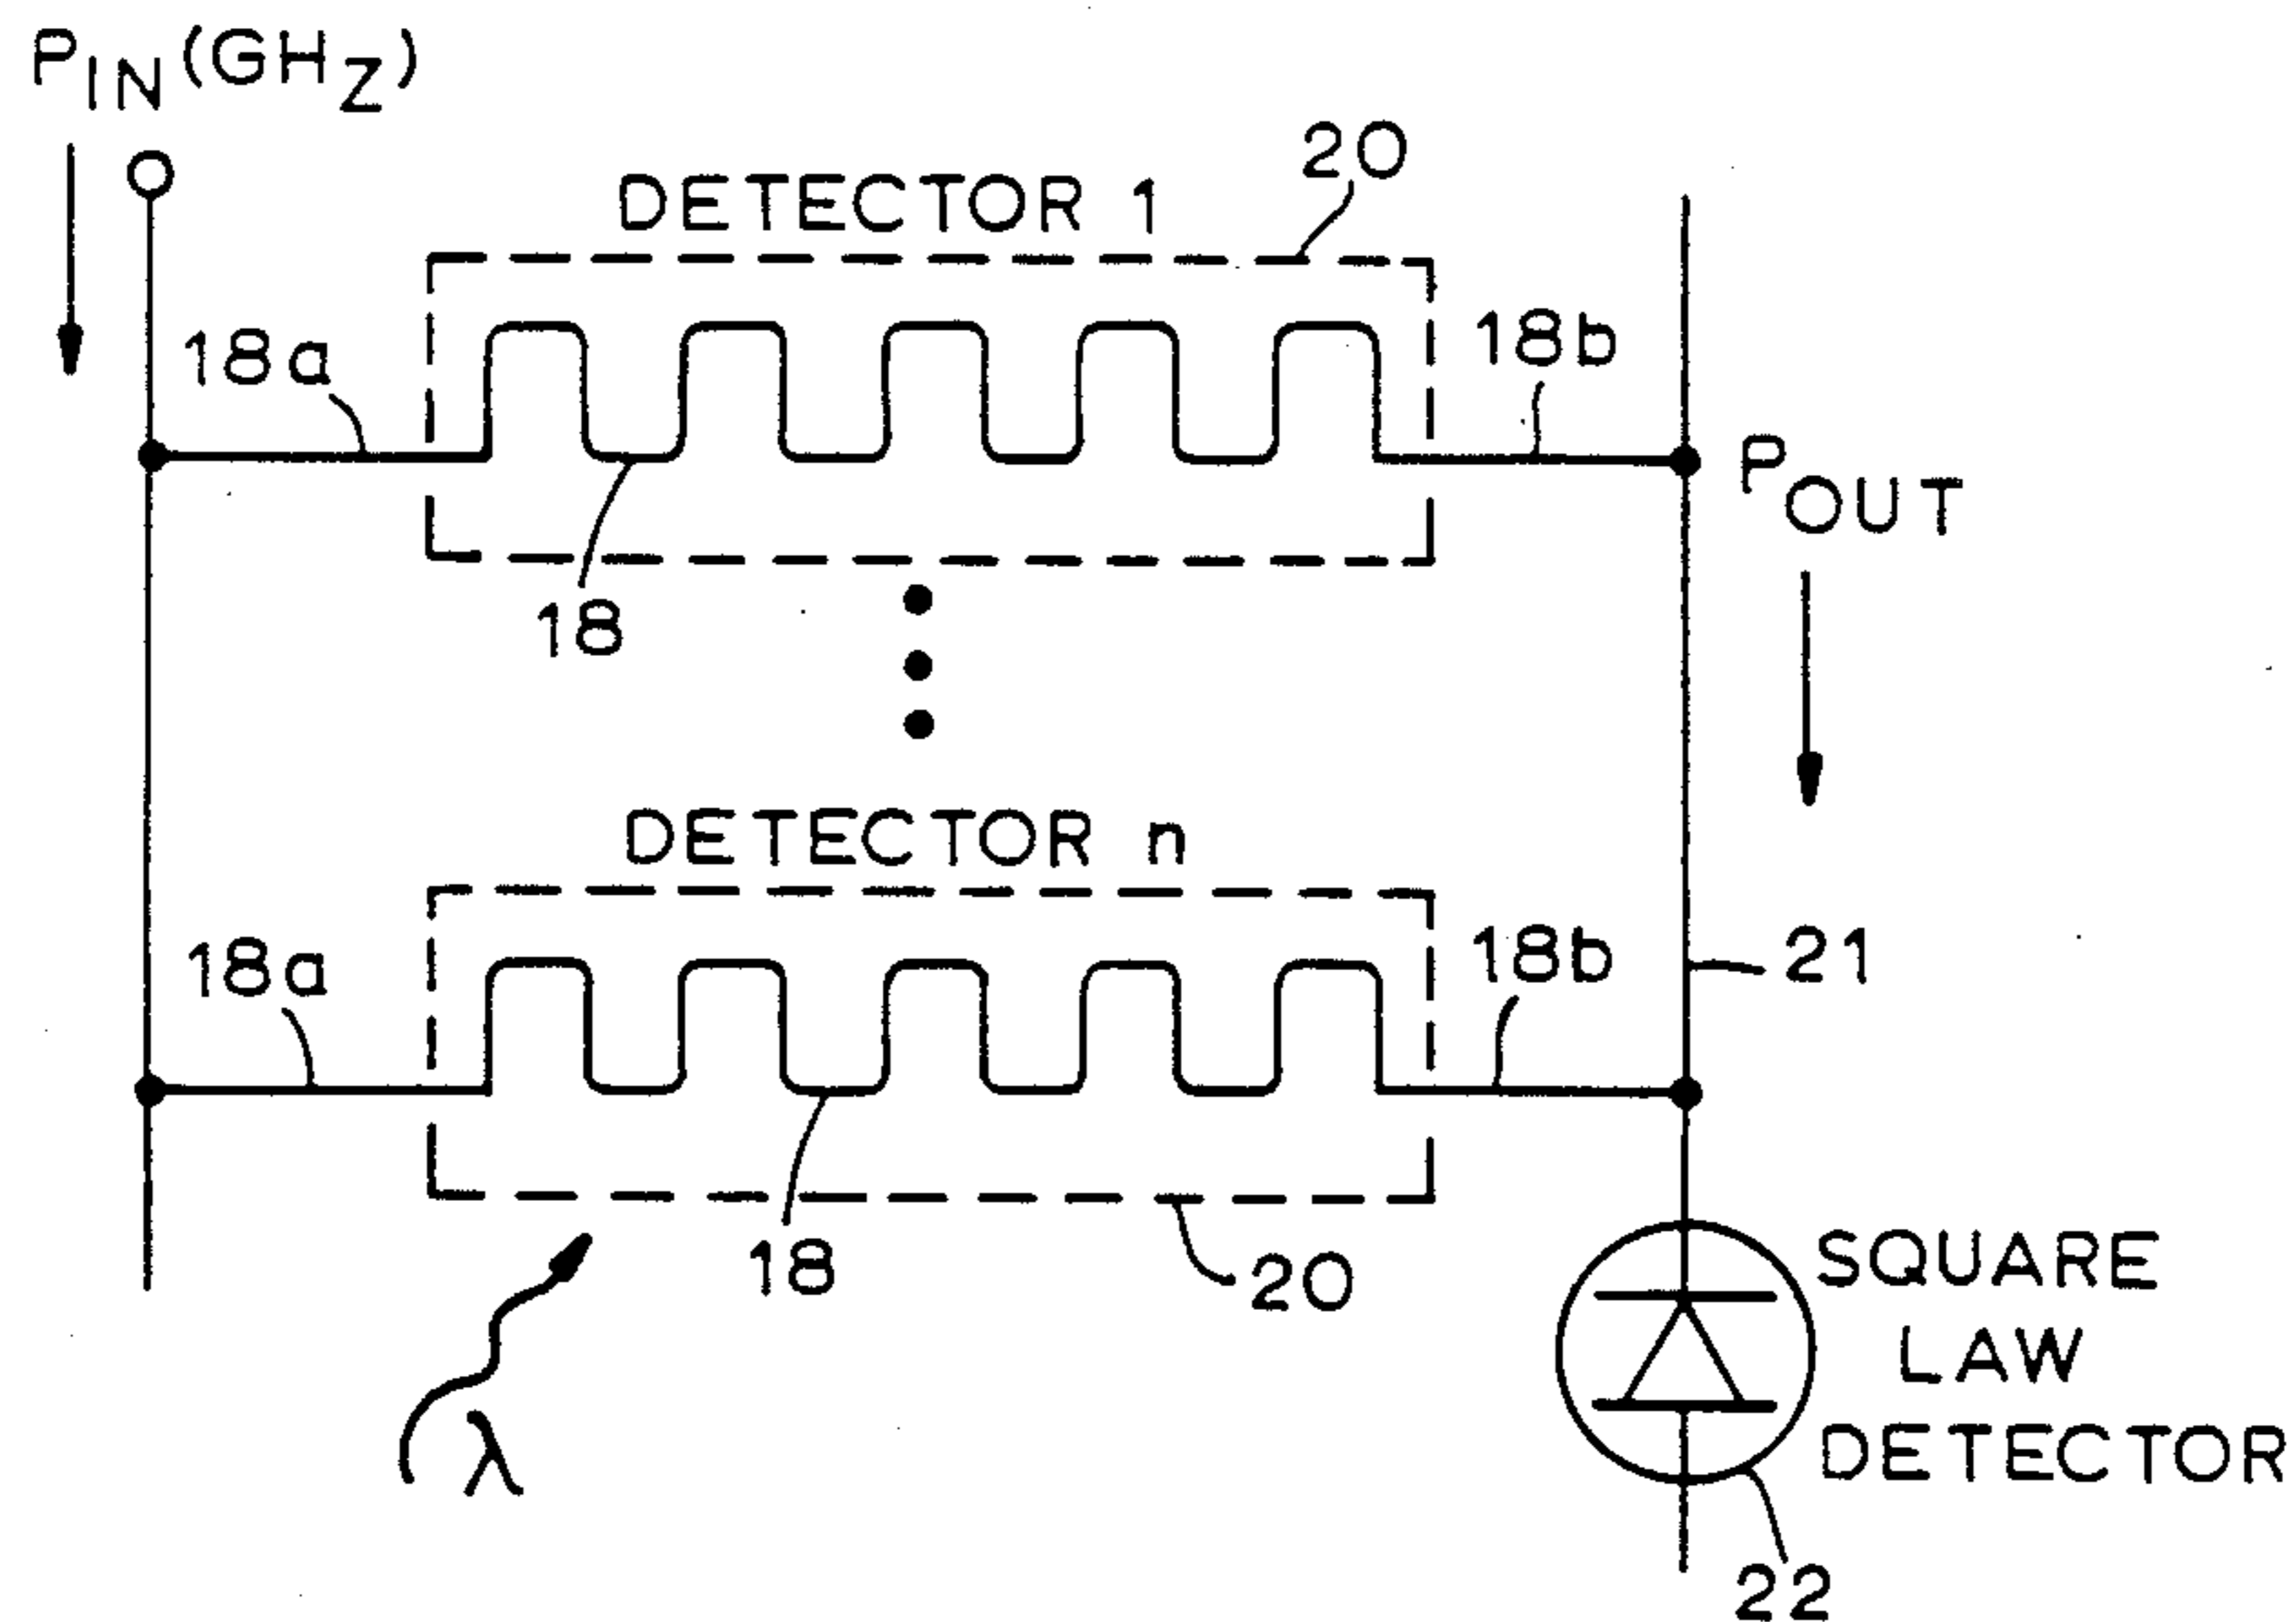 PIN(GHZ)
DETECTOR 1
20
18a
18b
POUT
18
DETECTOR n
18a
18b
21
18
20
λ
SQUARE
LAW
DETECTOR
22